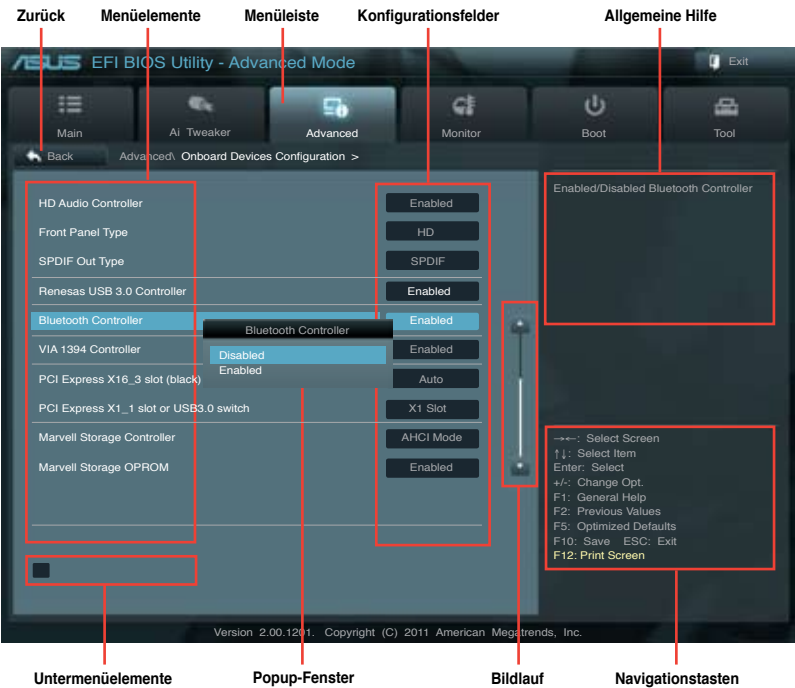 Zurück Menüelemente Menüleiste Konfigurationsfelder Allgemeine Hilfe
ASUS EFI BIOS Utility - Advanced Mode Exit
Main Ai Tweaker Advanced Monitor Boot Tool
Back Advanced\ Onboard Devices Configuration >
HD Audio Controller Enabled
Front Panel Type HD
SPDIF Out Type SPDIF
Renesas USB 3.0 Controller Enabled
Bluetooth Controller Enabled
Bluetooth Controller
Disabled
Enabled
VIA 1394 Controller Enabled
PCI Express X16_3 slot (black) Auto
PCI Express X1_1 slot or USB3.0 switch X1 Slot
Marvell Storage Controller AHCI Mode
Marvell Storage OPROM Enabled
Enabled/Disabled Bluetooth Controller
→←: Select Screen
↑↓: Select Item
Enter: Select
+/-: Change Opt.
F1: General Help
F2: Previous Values
F5: Optimized Defaults
F10: Save ESC: Exit
F12: Print Screen
Version 2.00.1201. Copyright (C) 2011 American Megatrends, Inc.
Untermenüelemente Popup-Fenster Bildlauf Navigationstasten